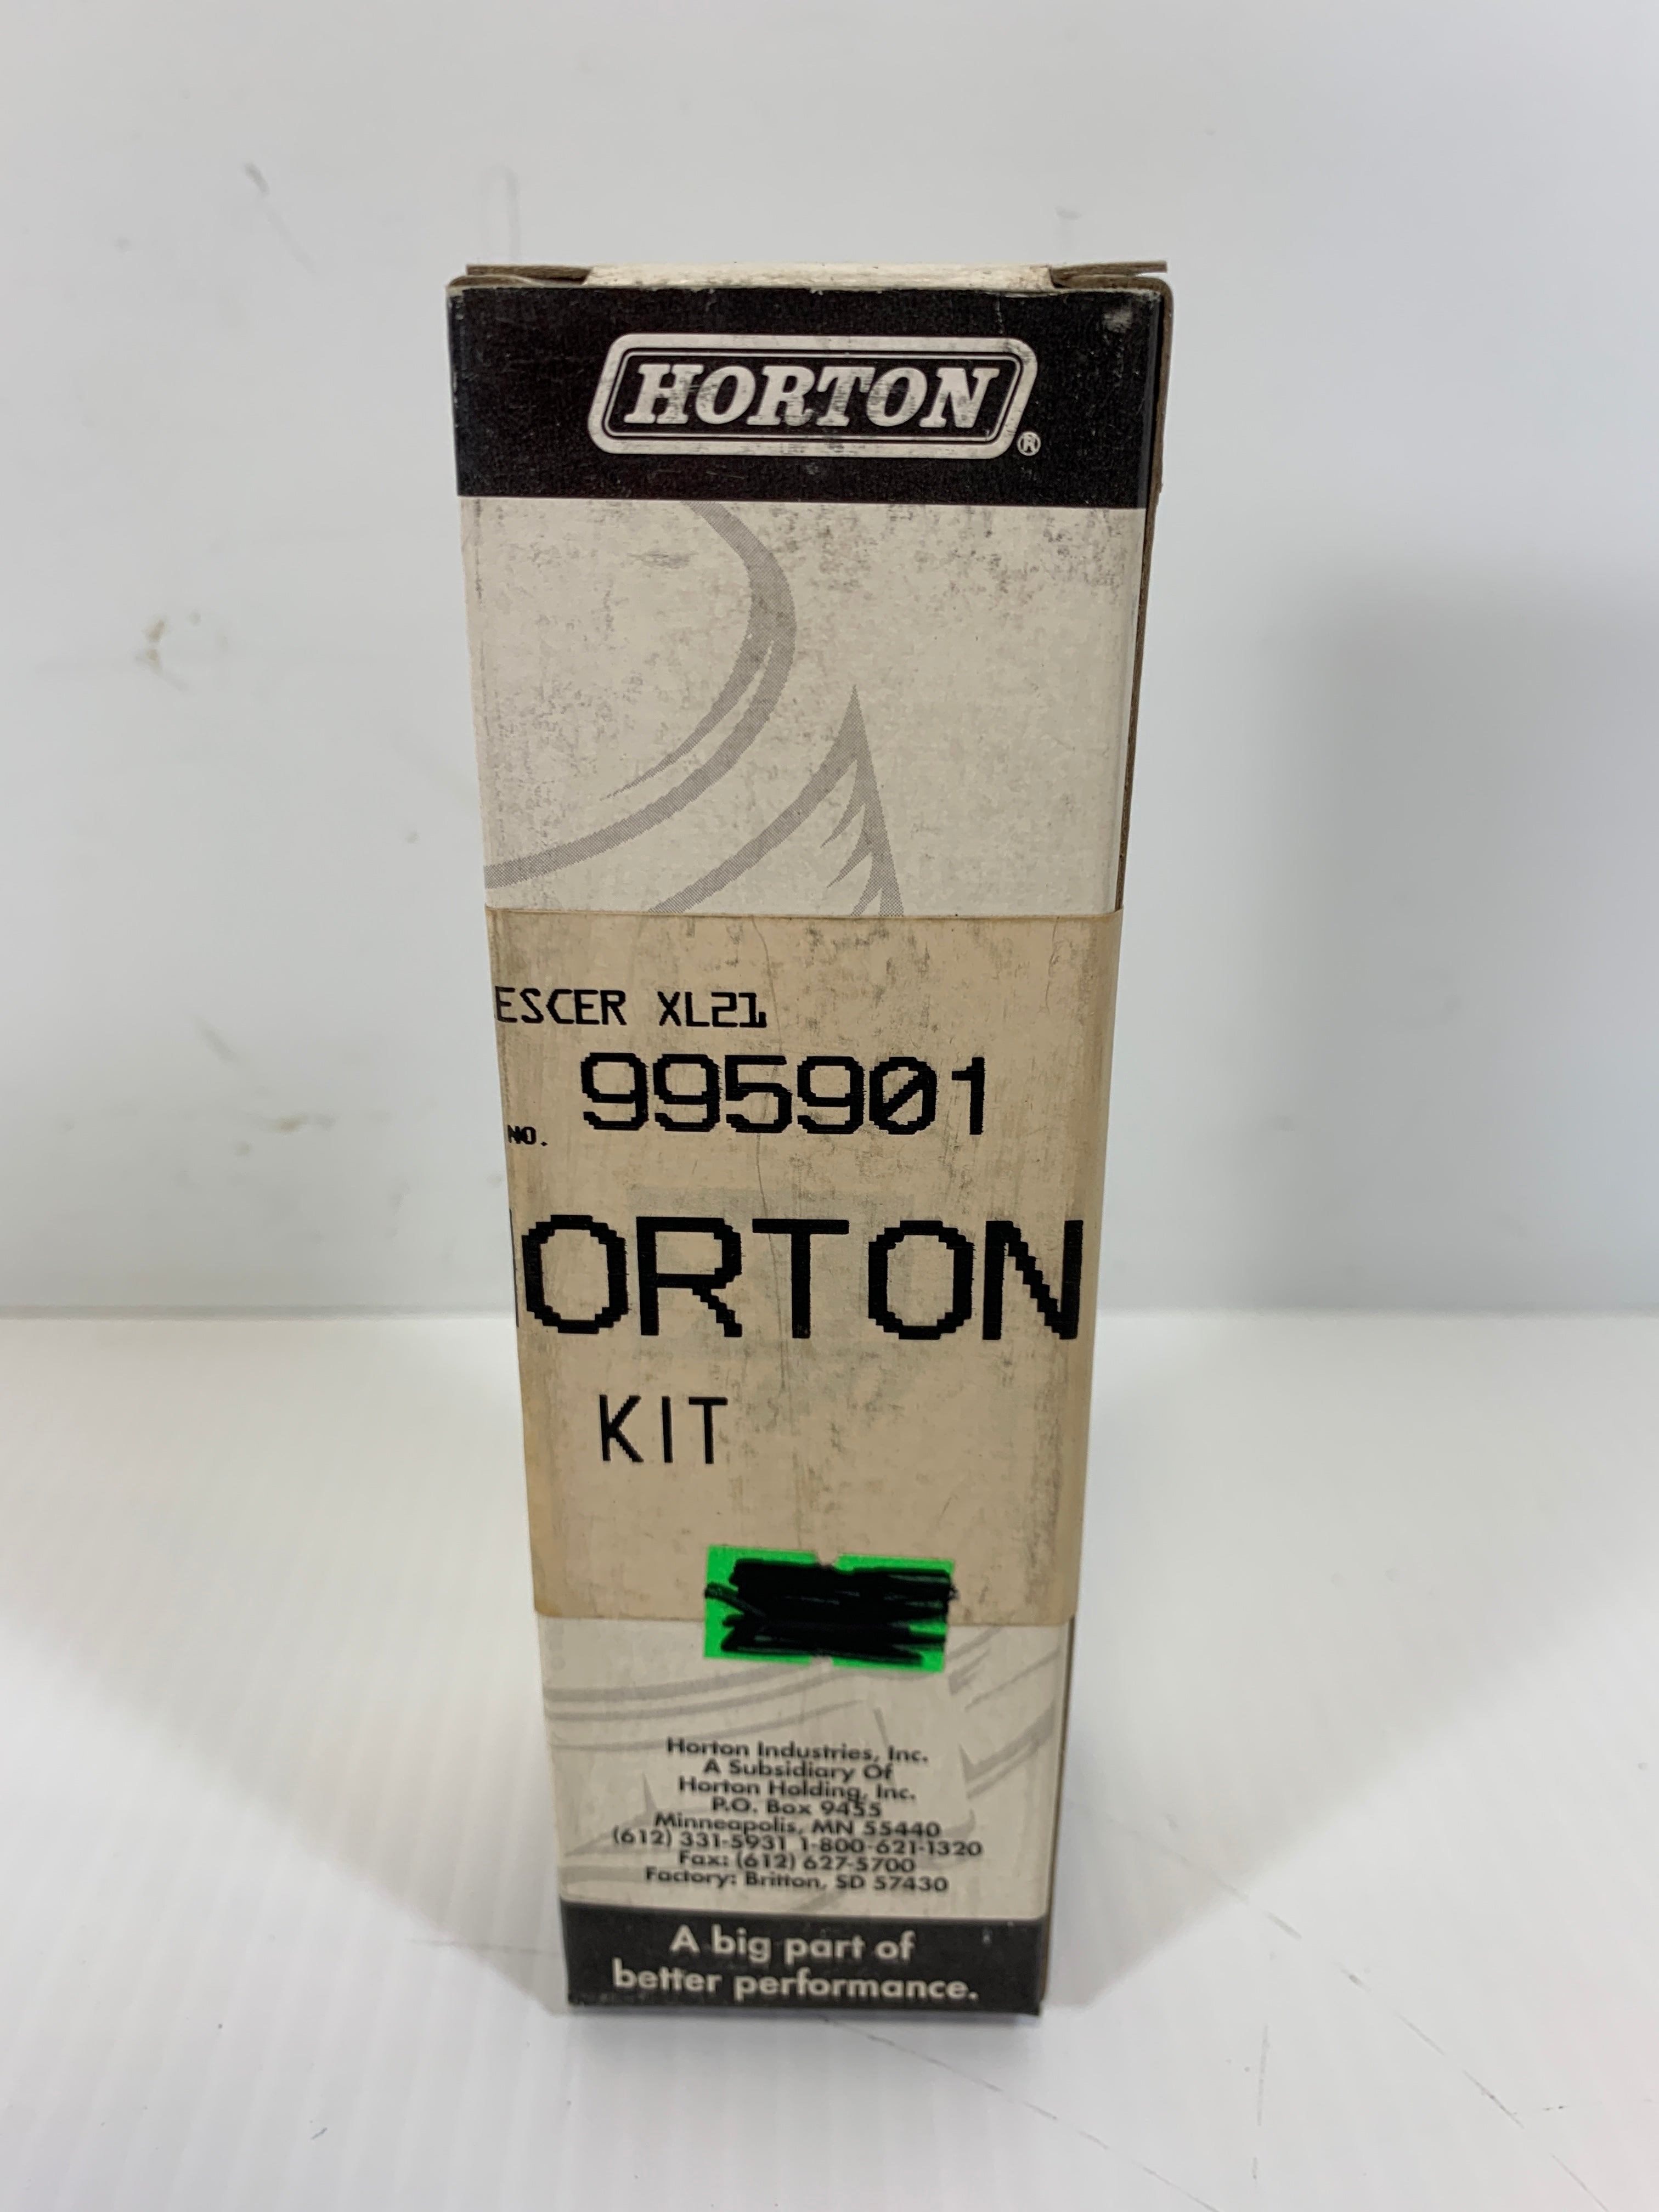 HORTON®
ESCER XL21
995901
NO.
HORTON
KIT
Horton Industries, Inc.
A Subsidiary Of
Horton Holding, Inc.
P.O. Box 9455
Minneapolis, MN 55440
(612) 331-5931 1-800-621-1320
Fax: (612) 627-5700
Factory: Britton, SD 57430
A big part of
better performance.